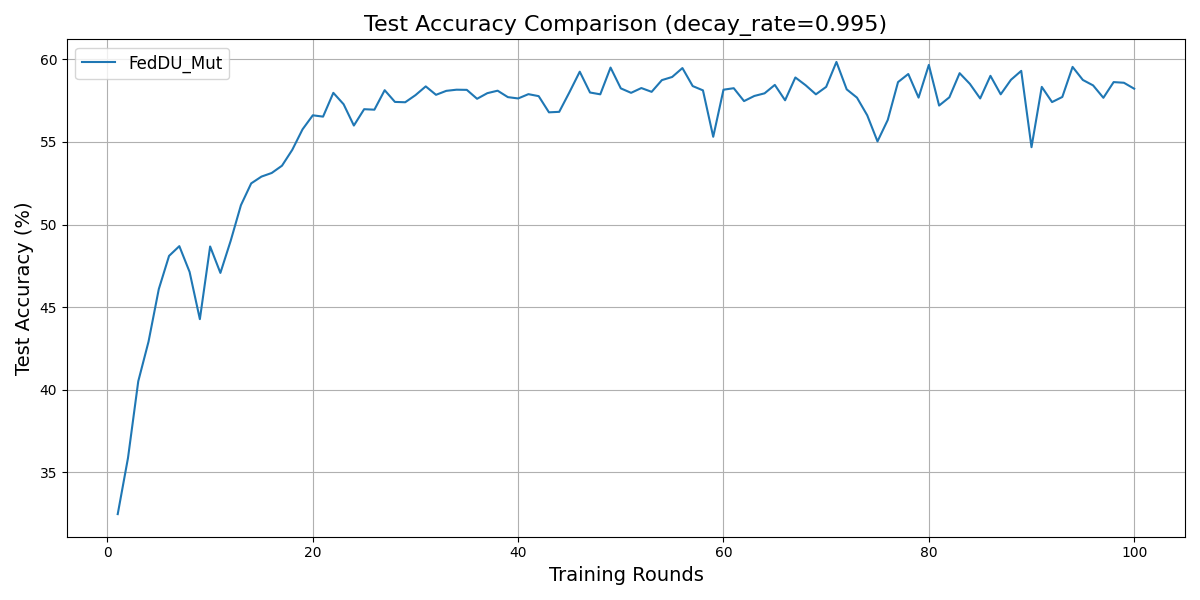 Test Accuracy Comparison (decay_rate=0.995)
FedDU_Mut
Test Accuracy (%)
60
55
50
45
40
35
0 20 40 60 80 100
Training Rounds